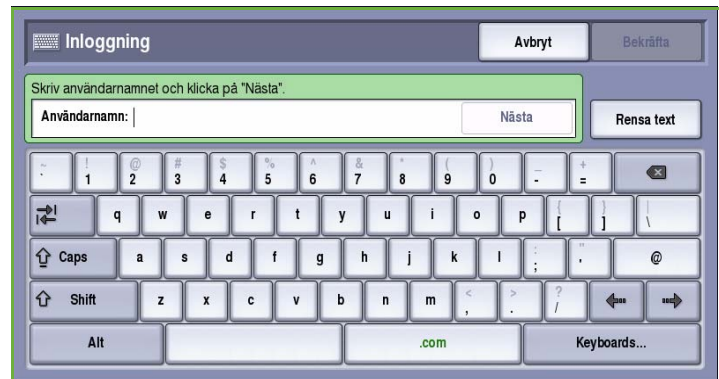 Inloggning Avbryt Bekräfta
Skriv användarnamnet och klicka på "Nästa".
Användarnamn: Nästa Rensa text
~ ! @ # $ % ^ & * ( ) _ +
` 1 2 3 4 5 6 7 8 9 0 - =
q w e r t y u i o p { [ } ] | \
Caps a s d f g h j k l : ; " ' @
Shift z x c v b n m < , > . ? /
Alt .com Keyboards...